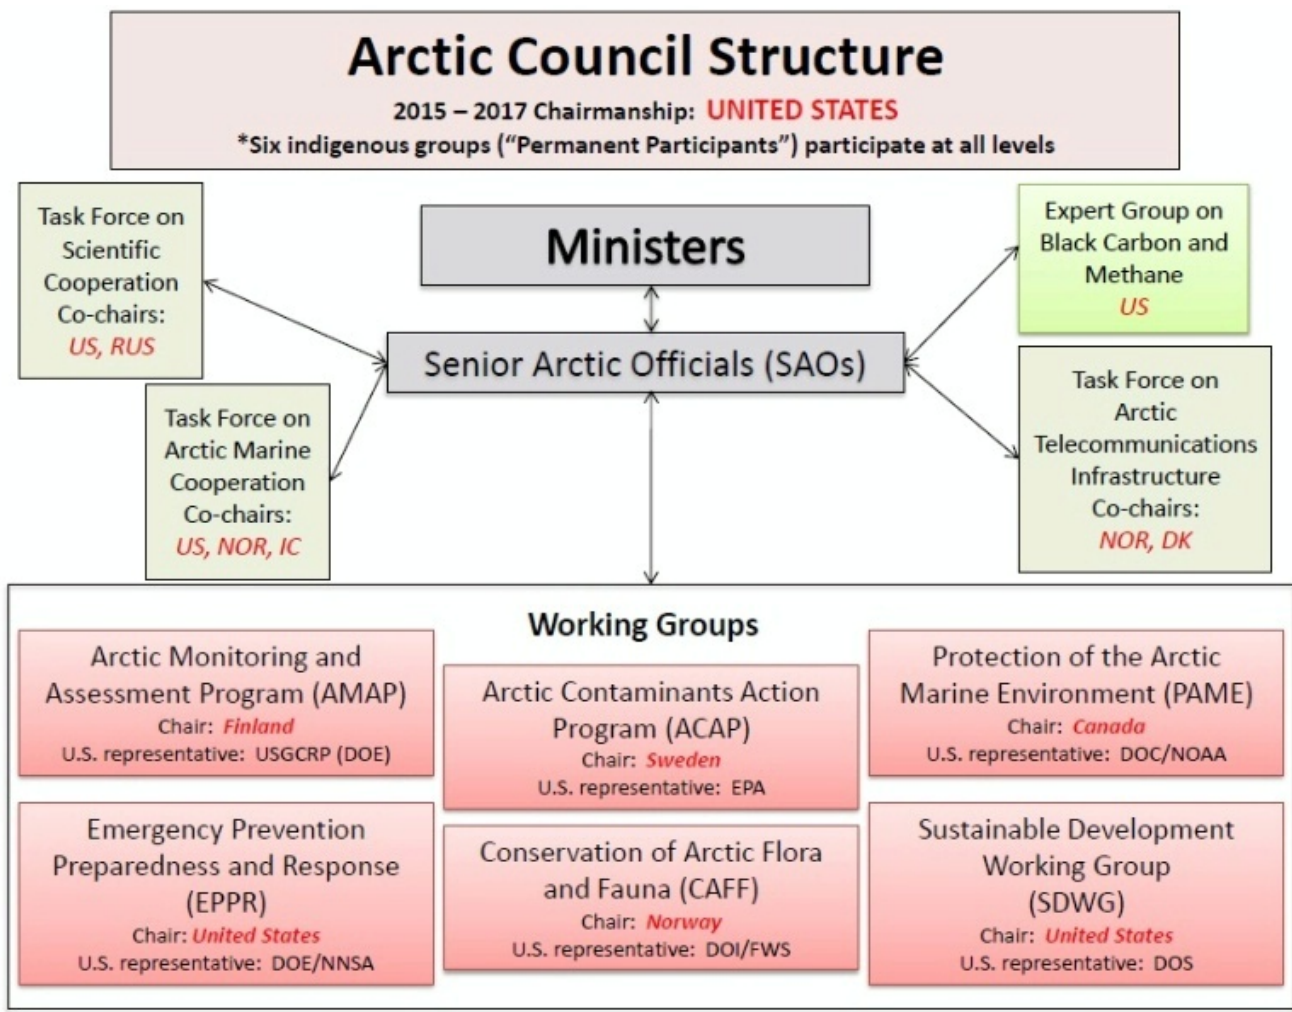 Arctic Council Structure
2015 – 2017 Chairmanship: UNITED STATES
*Six indigenous groups (“Permanent Participants”) participate at all levels
Task Force on
Scientific
Cooperation
Co-chairs:
US, RUS
Ministers
Expert Group on
Black Carbon and
Methane
US
Senior Arctic Officials (SAOs)
Task Force on
Arctic Marine
Cooperation
Co-chairs:
US, NOR, IC
Task Force on
Arctic
Telecommunications
Infrastructure
Co-chairs:
NOR, DK
Working Groups
Arctic Monitoring and
Assessment Program (AMAP)
Chair: Finland
U.S. representative: USGCRP (DOE)
Arctic Contaminants Action
Program (ACAP)
Chair: Sweden
U.S. representative: EPA
Protection of the Arctic
Marine Environment (PAME)
Chair: Canada
U.S. representative: DOC/NOAA
Emergency Prevention
Preparedness and Response
(EPPR)
Chair: United States
U.S. representative: DOE/NNSA
Conservation of Arctic Flora
and Fauna (CAFF)
Chair: Norway
U.S. representative: DOI/FWS
Sustainable Development
Working Group
(SDWG)
Chair: United States
U.S. representative: DOS